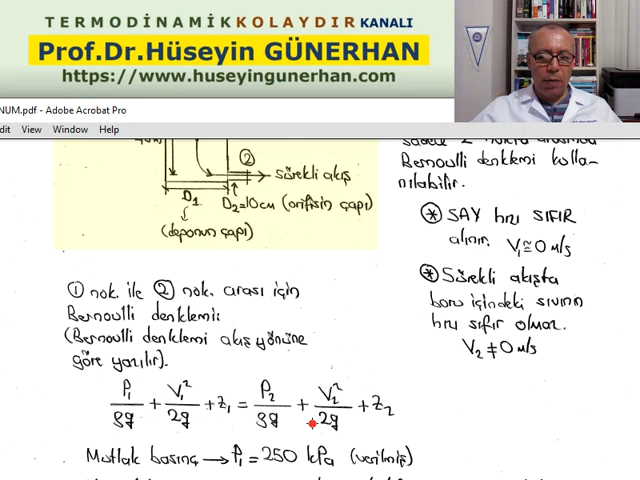 TERMODİNAMİKKOLAYDIR KANALI
Prof.Dr.Hüseyin GÜNERHAN
https://www.huseyingunerhan.com
NUM.pdf - Adobe Acrobat Pro
dit View Window Help
②
sürekli akış
D₁
D₂=10cm (orifisin çapı)
(deponun çapı)
Bernoulli denklemi kulla-
nılabilir.
* SAY hızı SIFIR
alınır. V₁≅0 m/s
* Sürekli akışta
boru içindeki sıvının
hızı sıfır olmaz.
V₂≠0 m/s
① nok. ile ② nok. arası için
Bernoulli denklemi:
(Bernoulli denklemi akış yönüne
göre yazılır).
P₁/ρg + V₁²/2g + z₁ = P₂/ρg + V₂²/2g + z₂
Mutlak basınç → P₁ = 250 kPa (verilmiş)